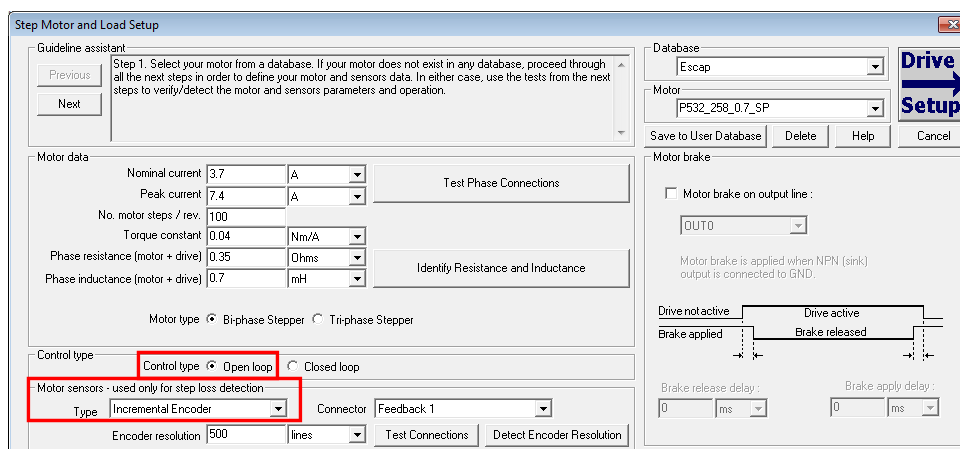 Step Motor and Load Setup
Guideline assistant
Previous
Next
Step 1. Select your motor from a database. If your motor does not exist in any database, proceed through
all the next steps in order to define your motor and sensors data. In either case, use the tests from the next
steps to verify/detect the motor and sensors parameters and operation.
Database
Escap
Motor
P532_258_0.7_SP
Drive
Setup
Save to User Database
Delete
Help
Cancel
Motor data
Nominal current 3.7 A
Peak current 7.4 A
No. motor steps / rev. 100
Torque constant 0.04 Nm/A
Phase resistance (motor + drive) 0.35 Ohms
Phase inductance (motor + drive) 0.7 mH
Test Phase Connections
Identify Resistance and Inductance
Motor type Bi-phase Stepper Tri-phase Stepper
Control type
Control type Open loop Closed loop
Motor sensors - used only for step loss detection
Type Incremental Encoder Connector Feedback 1
Encoder resolution 500 lines Test Connections Detect Encoder Resolution
Motor brake
Motor brake on output line :
OUT0
Motor brake is applied when NPN (sink)
output is connected to GND.
Drive not active Drive active
Brake applied Brake released
Brake release delay : Brake apply delay :
0 ms 0 ms